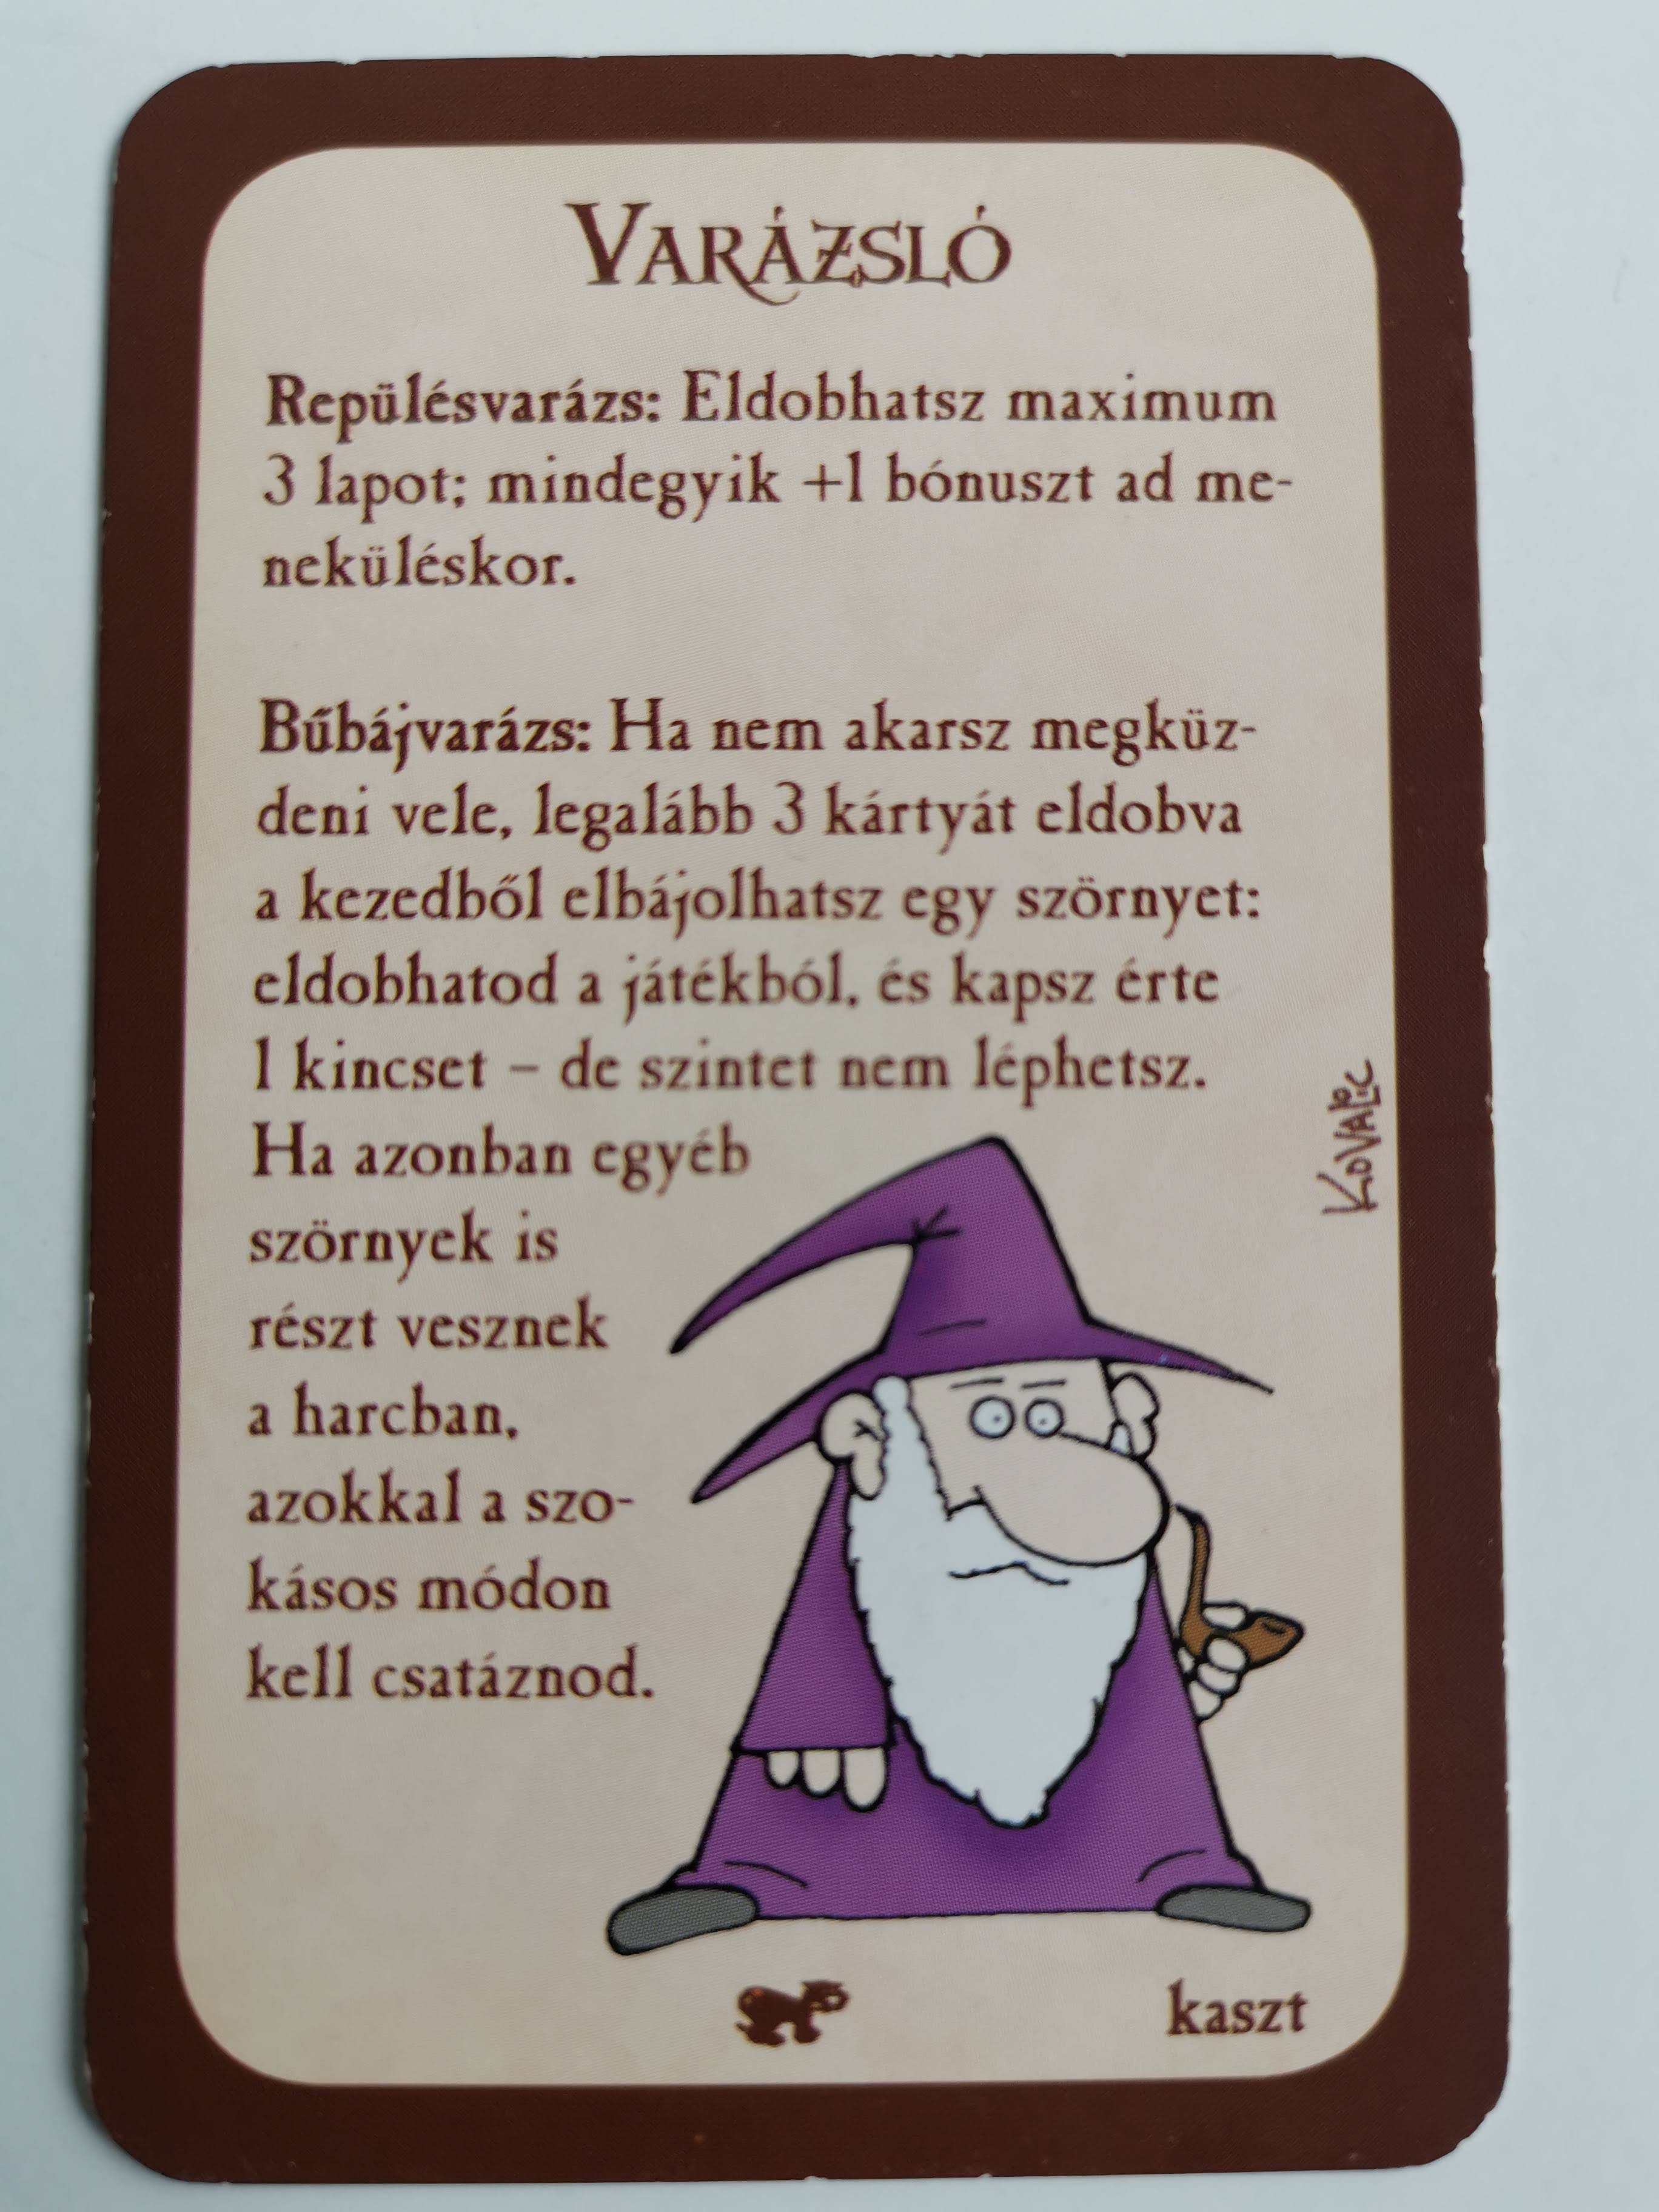 VARÁZSLÓ
Repülésvarázs: Eldobhatsz maximum
3 lapot; mindegyik +1 bónuszt ad me-
neküléskor.
Bűbájvarázs: Ha nem akarsz megküz-
deni vele, legalább 3 kártyát eldobva
a kezedből elbájolhatsz egy szörnyet:
eldobhatod a játékból, és kapsz érte
1 kincset – de szintet nem léphetsz.
Ha azonban egyéb
szörnyek is
részt vesznek
a harcban,
azokkal a szo-
kásos módon
kell csatáznod.
KOVALIC
kaszt